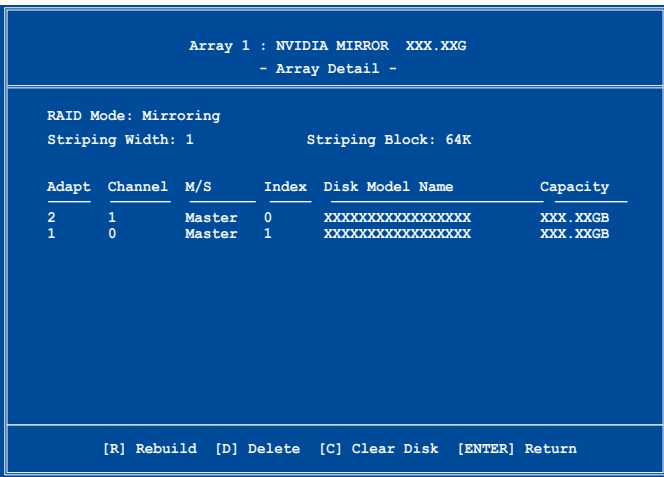 Array 1 : NVIDIA MIRROR XXX.XXG
- Array Detail -
RAID Mode: Mirroring
Striping Width: 1 Striping Block: 64K
Adapt Channel M/S Index Disk Model Name Capacity
2 1 Master 0 XXXXXXXXXXXXXXXXX XXX.XXGB
1 0 Master 1 XXXXXXXXXXXXXXXXX XXX.XXGB
[R] Rebuild [D] Delete [C] Clear Disk [ENTER] Return